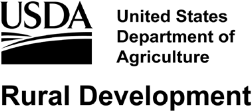 USDA
United States
Department of
Agriculture
Rural Development